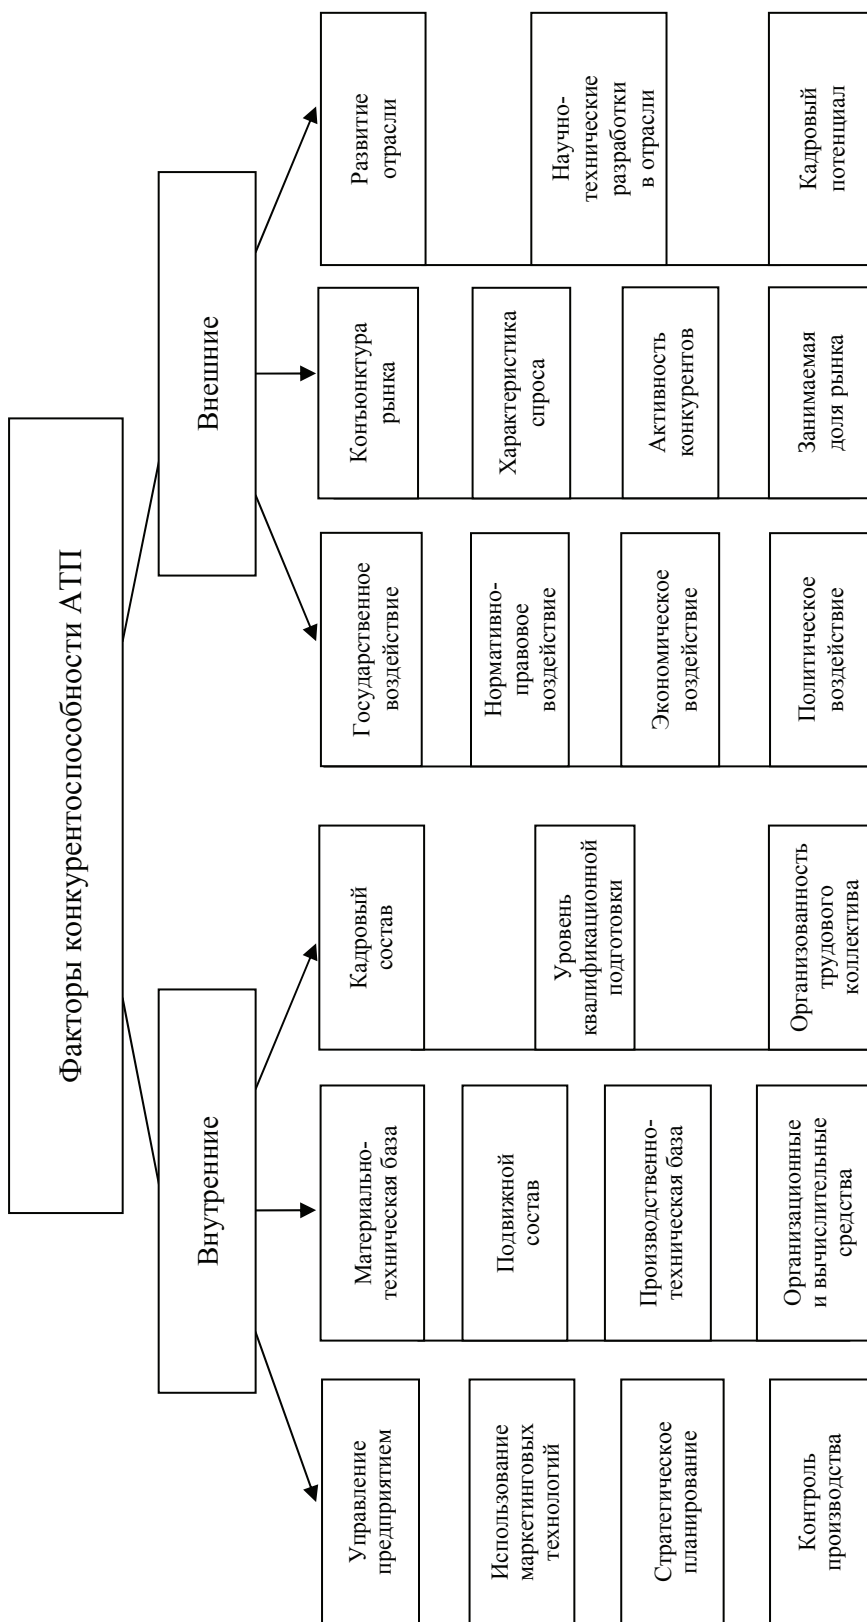 Факторы конкурентоспособности АТП
Внутренние
Внешние
Управление
предприятием
Использование
маркетинговых
технологий
Стратегическое
планирование
Контроль
производства
Материально-
техническая база
Подвижной
состав
Производственно-
техническая база
Организационные
и вычислительные
средства
Кадровый
состав
Уровень
квалификационной
подготовки
Организованность
трудового
коллектива
Государственное
воздействие
Нормативно-
правовое
воздействие
Экономическое
воздействие
Политическое
воздействие
Конъюнктура
рынка
Характеристика
спроса
Активность
конкурентов
Занимаемая
доля рынка
Развитие
отрасли
Научно-
технические
разработки
в отрасли
Кадровый
потенциал